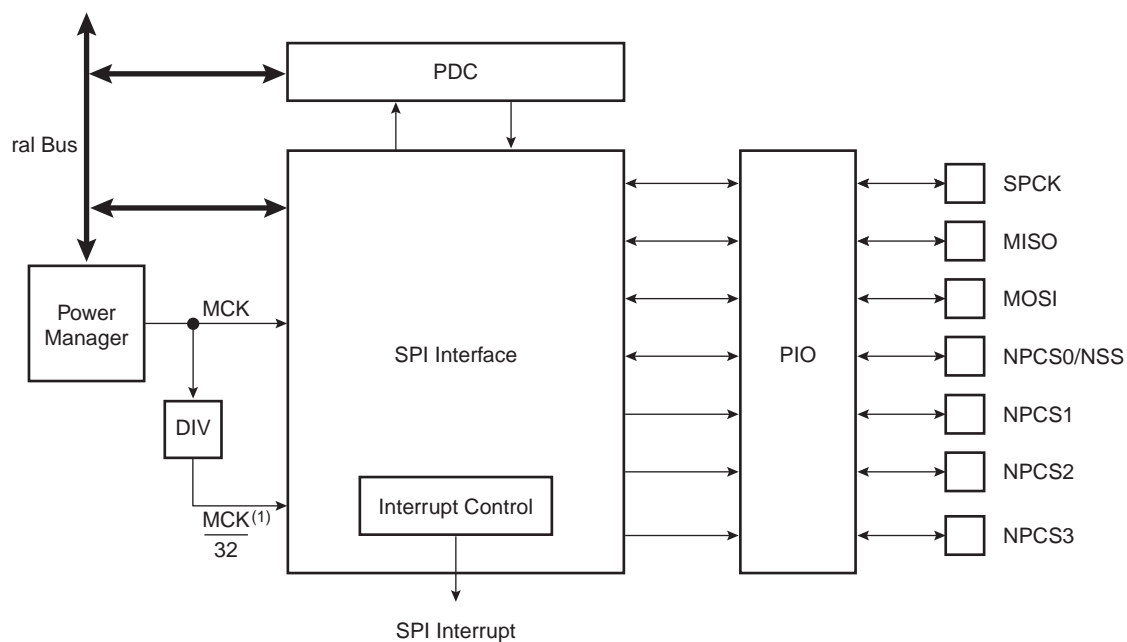 PDC
ral Bus
SPCK
MISO
Power
Manager
MCK
MOSI
SPI Interface
PIO
NPCS0/NSS
DIV
NPCS1
NPCS2
Interrupt Control
MCK(1)
32
NPCS3
SPI Interrupt